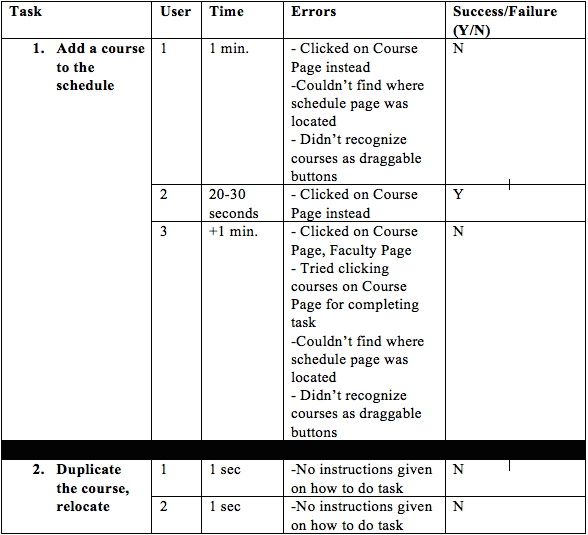 Task User Time Errors Success/Failure
(Y/N)
1. Add a course 1 1 min. - Clicked on Course N
to the Page instead
schedule -Couldn't find where
schedule page was
located
- Didn't recognize
courses as draggable
buttons
2 20-30 - Clicked on Course Y
seconds Page instead
3 +1 min. - Clicked on Course N
Page, Faculty Page
- Tried clicking
courses on Course
Page for completing
task
-Couldn't find where
schedule page was
located
- Didn't recognize
courses as draggable
buttons
2. Duplicate 1 1 sec -No instructions given N
the course, on how to do task
relocate 2 1 sec -No instructions given N
on how to do task